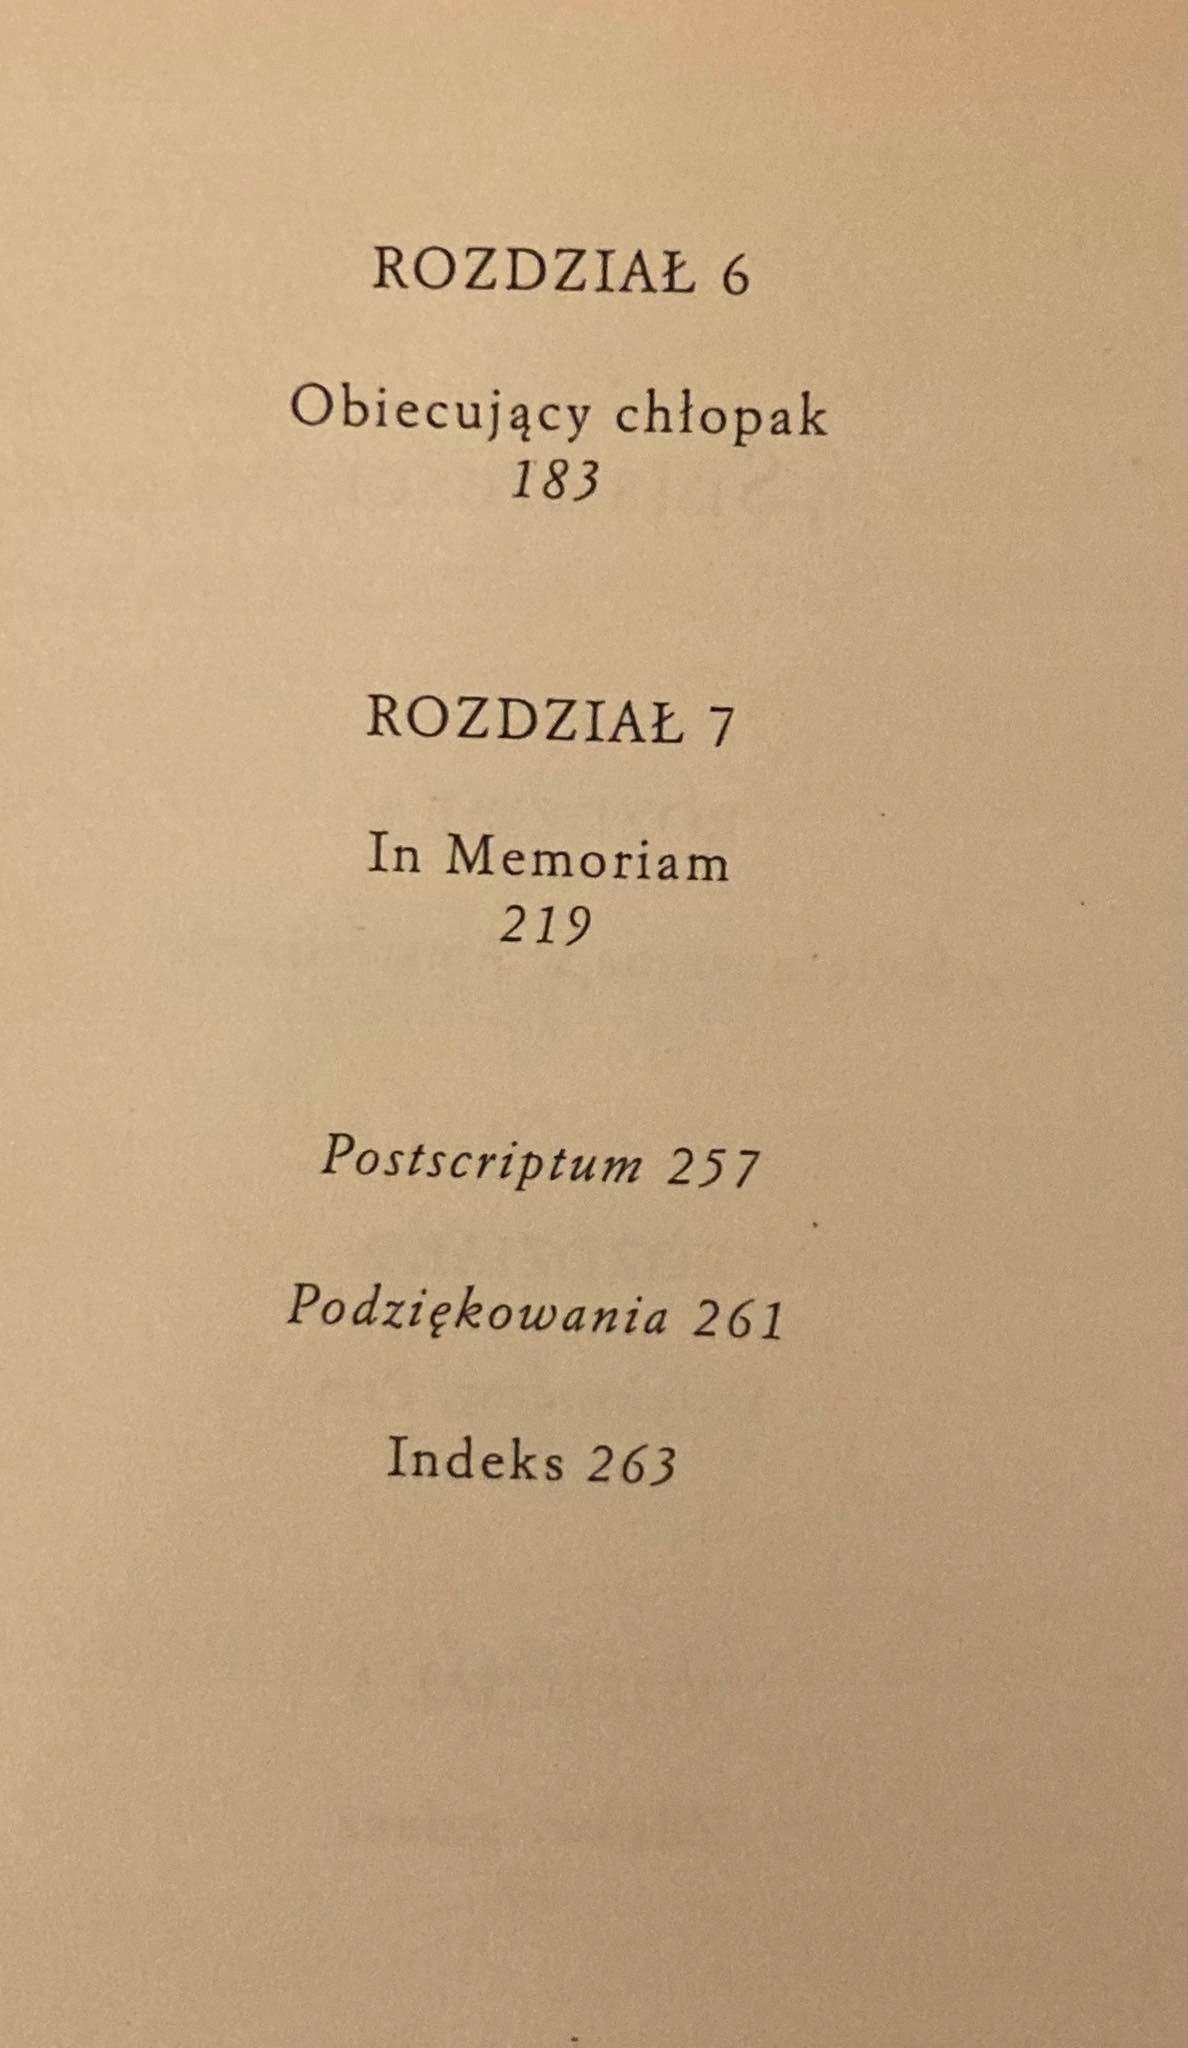 ROZDZIAŁ 6
Obiecujący chłopak
183
ROZDZIAŁ 7
In Memoriam
219
Postscriptum 257
Podziękowania 261
Indeks 263